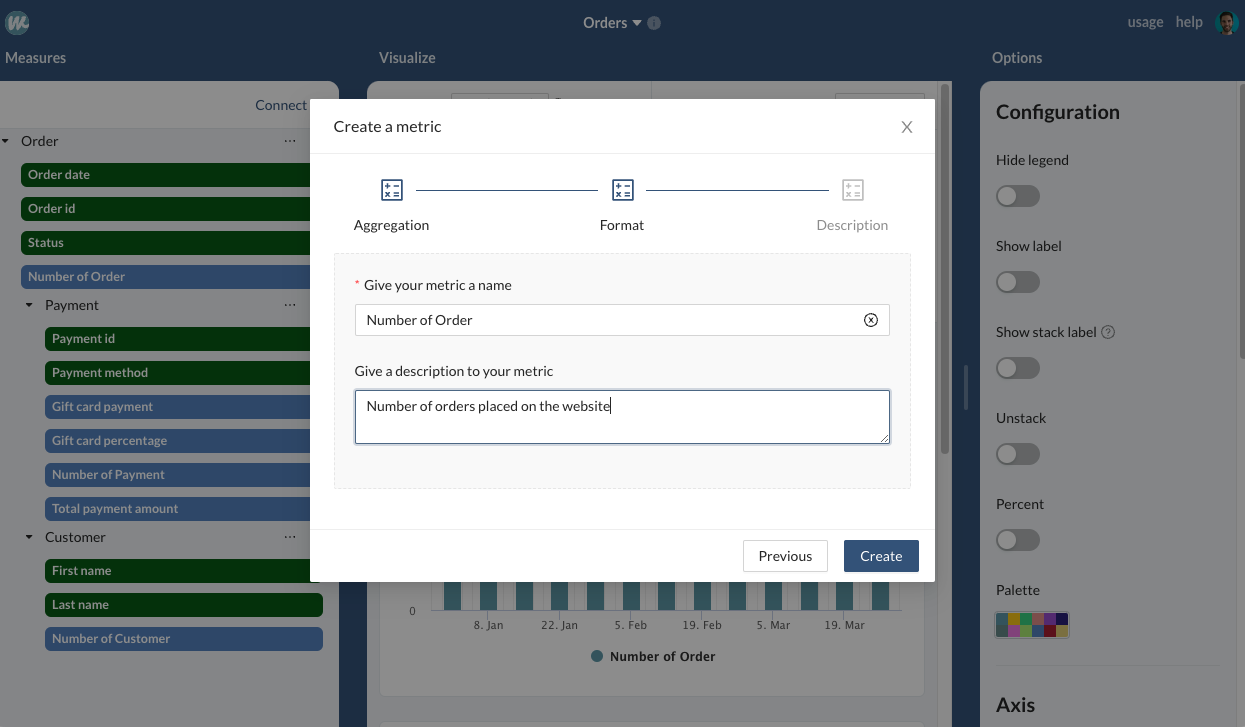 Orders
usage help
Measures
Visualize
Options
Connect
Order
Order date
Order id
Status
Number of Order
Payment
Payment id
Payment method
Gift card payment
Gift card percentage
Number of Payment
Total payment amount
Customer
First name
Last name
Number of Customer
Create a metric
Aggregation
Format
Description
* Give your metric a name
Number of Order
Give a description to your metric
Number of orders placed on the website
Previous
Create
0
8. Jan 22. Jan 5. Feb 19. Feb 5. Mar 19. Mar
Number of Order
Configuration
Hide legend
Show label
Show stack label
Unstack
Percent
Palette
Axis